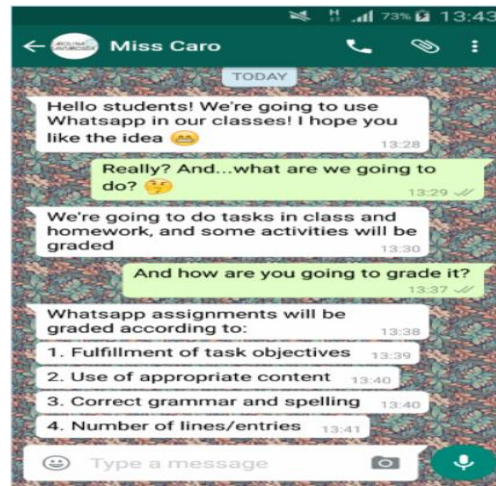 73% 13:43
Miss Caro
TODAY
Hello students! We're going to use
Whatsapp in our classes! I hope you
like the idea 😁
13:28
Really? And...what are we going to
do? 🤔
13:29
We're going to do tasks in class and
homework, and some activities will be
graded
13:30
And how are you going to grade it?
13:37
Whatsapp assignments will be
graded according to:
13:38
1. Fulfillment of task objectives 13:39
2. Use of appropriate content 13:40
3. Correct grammar and spelling 13:40
4. Number of lines/entries 13:41
Type a message